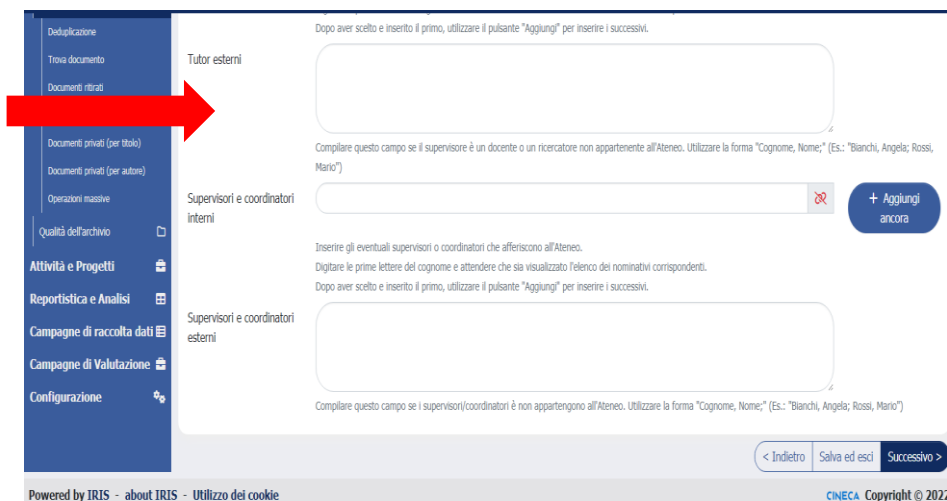 Dopo aver scelto e inserito il primo, utilizzare il pulsante "Aggiungi" per inserire i successivi.
Deduplicazione
Trova documento
Documenti ritirati
Documenti privati (per titolo)
Documenti privati (per autore)
Operazioni massive
Qualità dell'archivio
Attività e Progetti
Reportistica e Analisi
Campagne di raccolta dati
Campagne di Valutazione
Configurazione
Tutor esterni
Compilare questo campo se il supervisore è un docente o un ricercatore non appartenente all'Ateneo. Utilizzare la forma "Cognome, Nome;" (Es.: "Bianchi, Angela; Rossi,
Mario")
Supervisori e coordinatori
interni
+ Aggiungi
ancora
Inserire gli eventuali supervisori o coordinatori che afferiscono all'Ateneo.
Digitare le prime lettere del cognome e attendere che sia visualizzato l'elenco dei nominativi corrispondenti.
Dopo aver scelto e inserito il primo, utilizzare il pulsante "Aggiungi" per inserire i successivi.
Supervisori e coordinatori
esterni
Compilare questo campo se i supervisori/coordinatori è non appartengono all'Ateneo. Utilizzare la forma "Cognome, Nome;" (Es.: "Bianchi, Angela; Rossi, Mario")
< Indietro
Salva ed esci
Successivo >
Powered by IRIS - about IRIS - Utilizzo dei cookie
CINECA Copyright © 2022